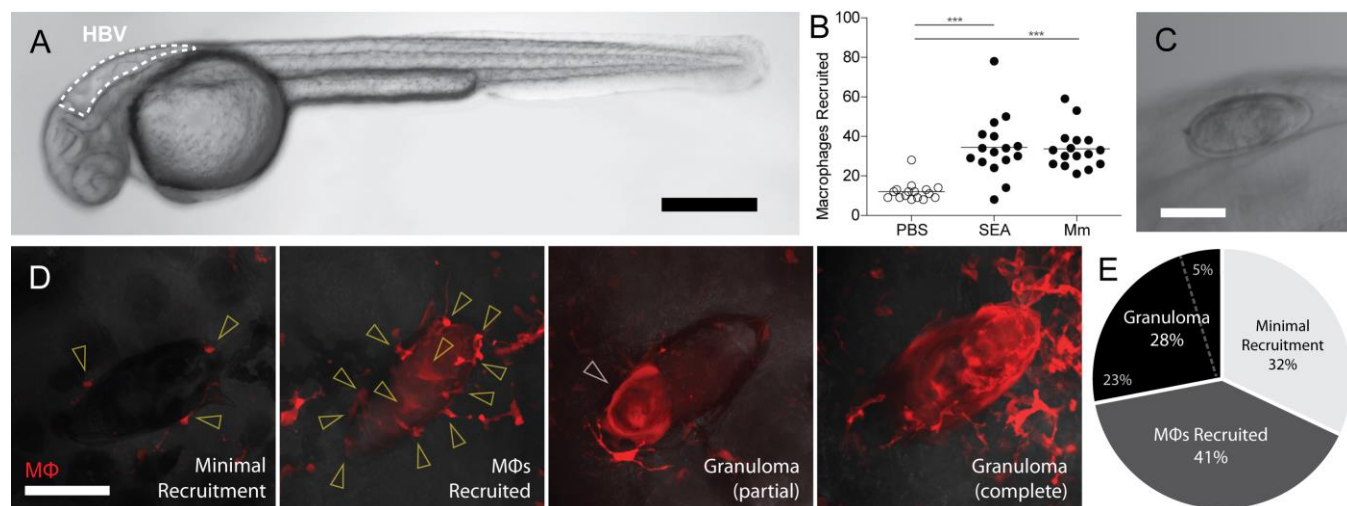 A
HBV
B
Macrophages Recruited
100
80
60
40
20
0
***
***
PBS
SEA
Mm
C
D
MΦ
Minimal
Recruitment
MΦs
Recruited
Granuloma
(partial)
Granuloma
(complete)
E
5%
Granuloma
28%
23%
Minimal
Recruitment
32%
MΦs Recruited
41%